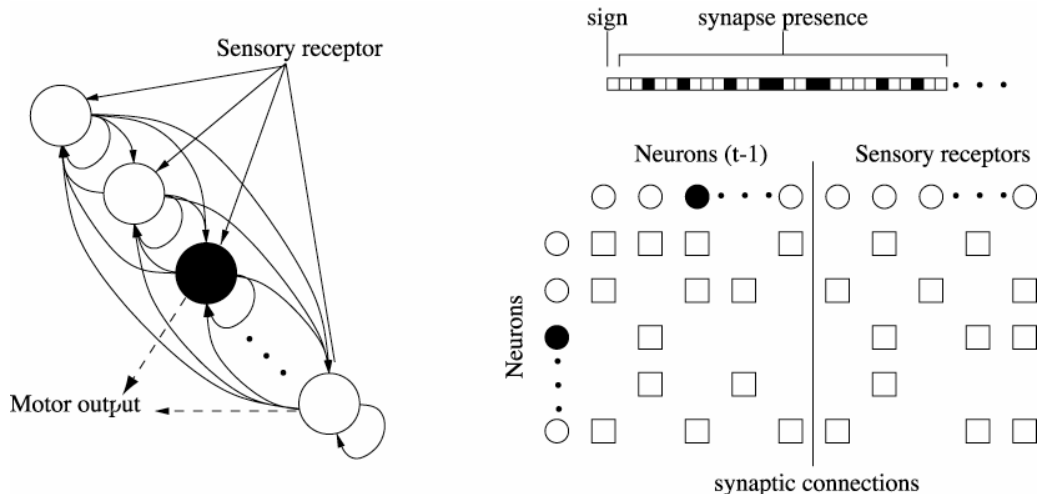 Sensory receptor
Motor output
sign
synapse presence
Neurons (t-1)
Sensory receptors
Neurons
synaptic connections